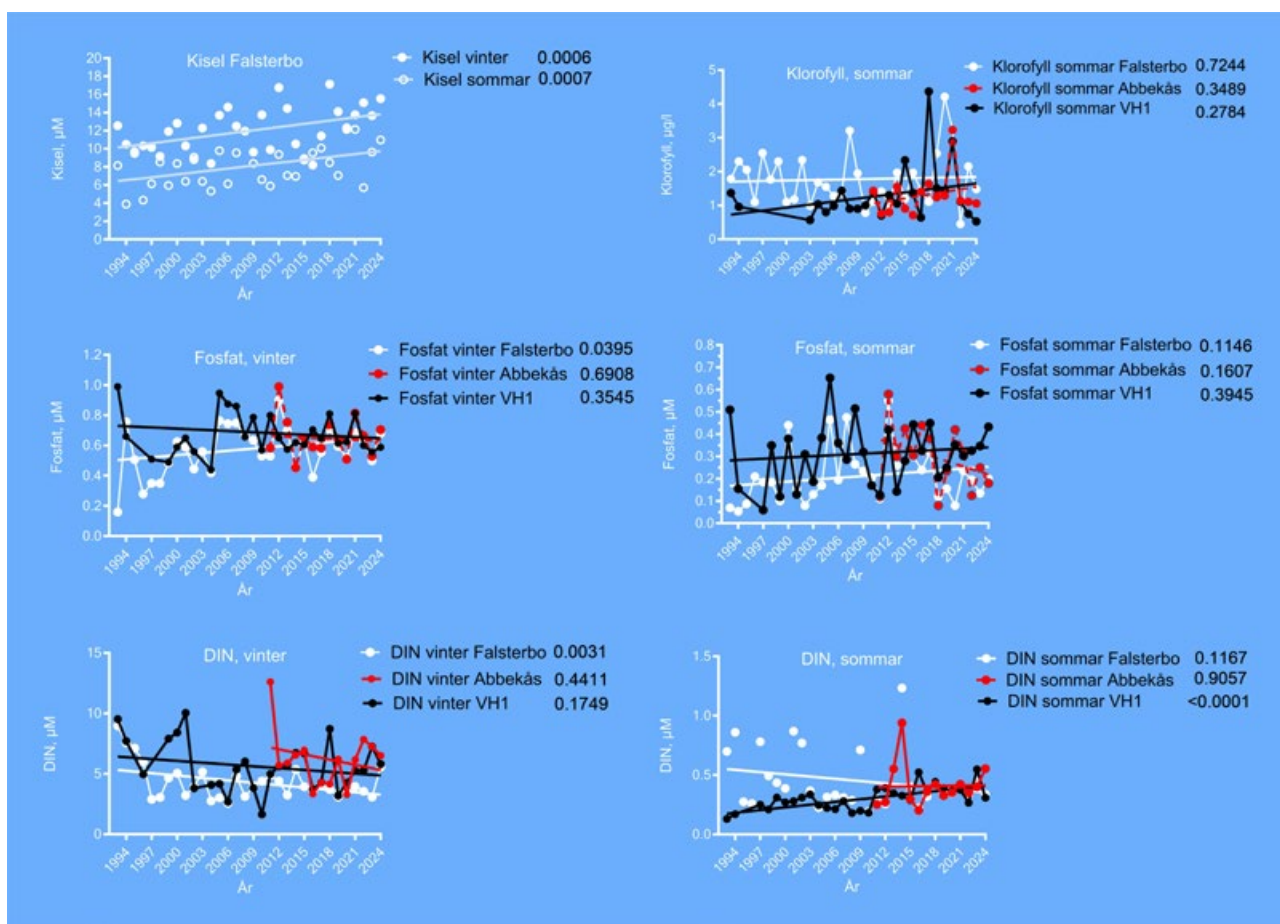 Kisel Falsterbo
Kisel vinter 0.0006
Kisel sommar 0.0007
Kisel, µM
20
18
16
14
12
10
8
6
4
2
0
1994 1997 2000 2003 2006 2009 2012 2015 2018 2021 2024
År
Klorofyll, sommar
Klorofyll sommar Falsterbo 0.7244
Klorofyll sommar Abbekås 0.3489
Klorofyll sommar VH1 0.2784
Klorofyll, µg/l
5
4
3
2
1
0
1994 1997 2000 2003 2006 2009 2012 2015 2018 2021 2024
År
Fosfat, vinter
Fosfat vinter Falsterbo 0.0395
Fosfat vinter Abbekås 0.6908
Fosfat vinter VH1 0.3545
Fosfat, µM
1.2
1.0
0.8
0.6
0.4
0.2
0.0
1994 1997 2000 2003 2006 2009 2012 2015 2018 2021 2024
År
Fosfat, sommar
Fosfat sommar Falsterbo 0.1146
Fosfat sommar Abbekås 0.1607
Fosfat sommar VH1 0.3945
Fosfat, µM
0.8
0.7
0.6
0.5
0.4
0.3
0.2
0.1
0.0
1994 1997 2000 2003 2006 2009 2012 2015 2018 2021 2024
År
DIN, vinter
DIN vinter Falsterbo 0.0031
DIN vinter Abbekås 0.4411
DIN vinter VH1 0.1749
DIN, µM
15
10
5
0
1994 1997 2000 2003 2006 2009 2012 2015 2018 2021 2024
År
DIN, sommar
DIN sommar Falsterbo 0.1167
DIN sommar Abbekås 0.9057
DIN sommar VH1 <0.0001
DIN, µM
1.5
1.0
0.5
0.0
1994 1997 2000 2003 2006 2009 2012 2015 2018 2021 2024
År